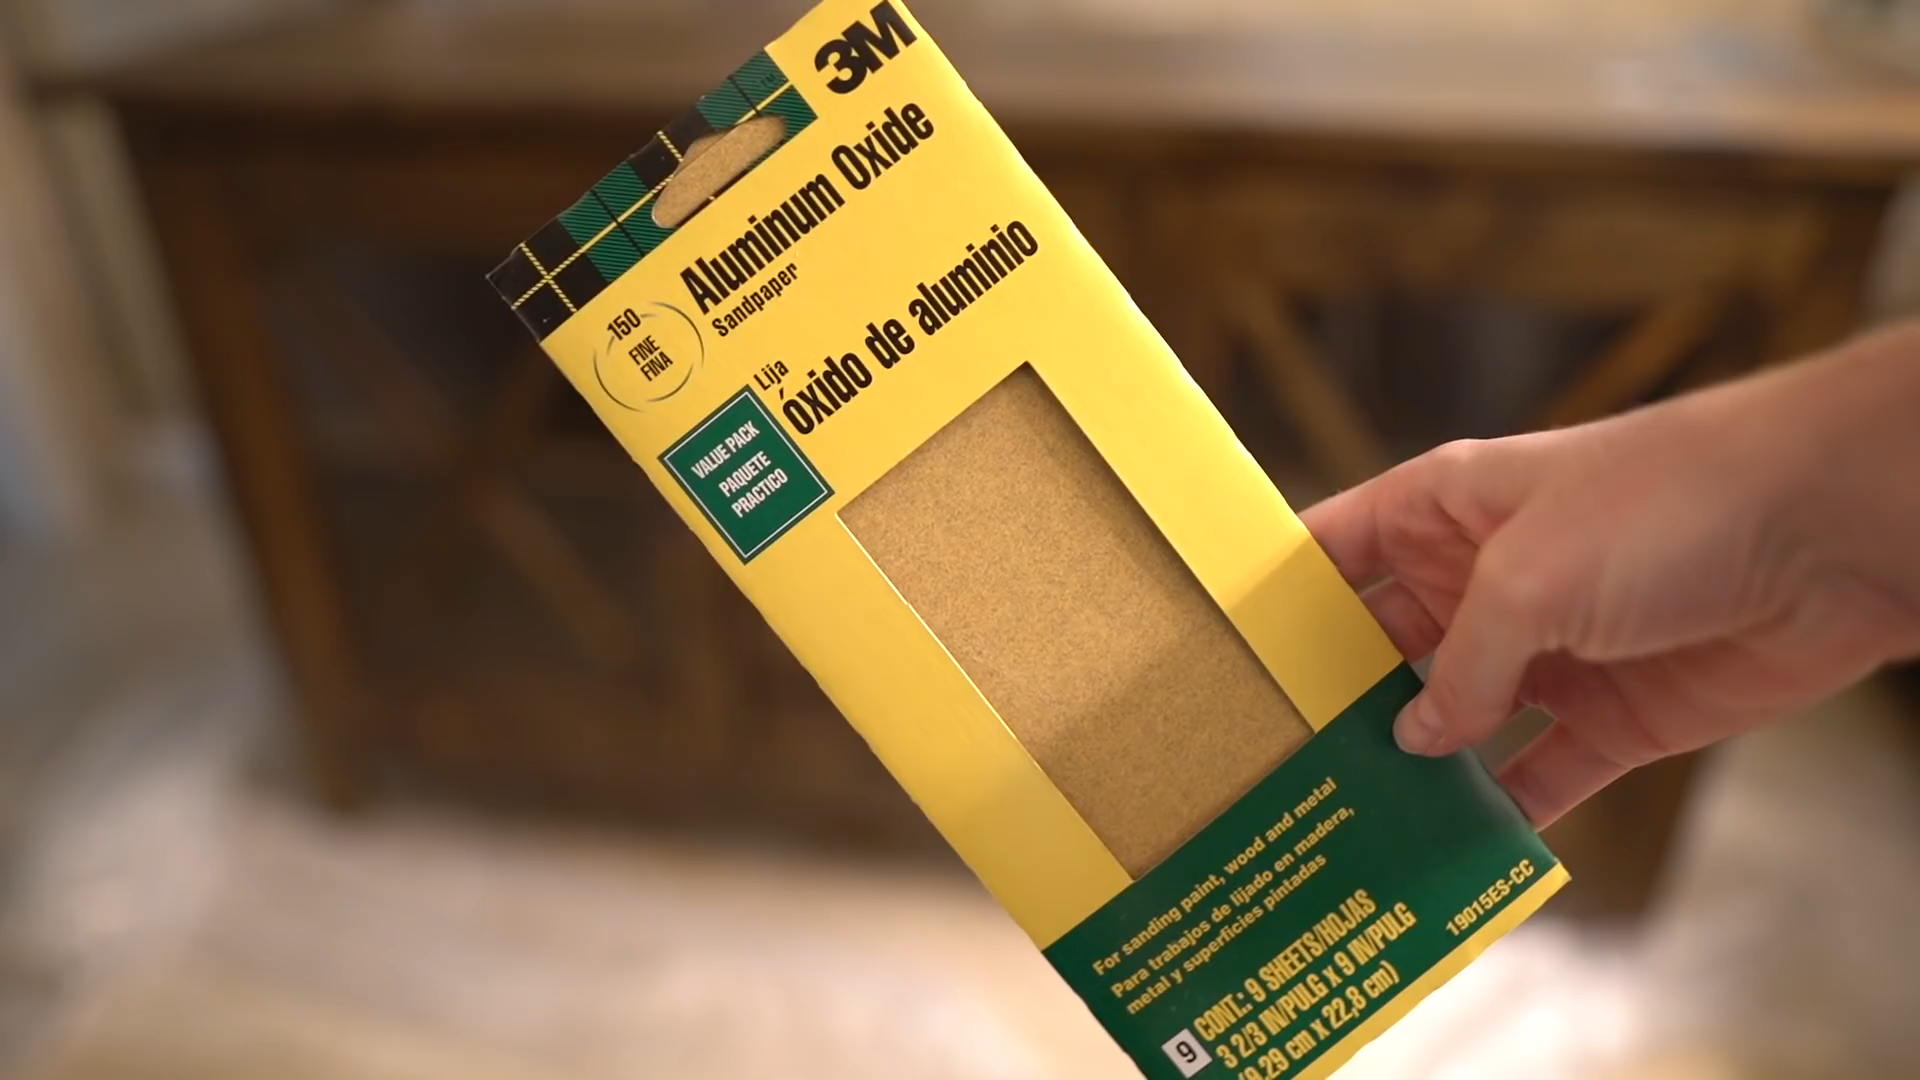 3M
Aluminum Oxide
Sandpaper
150
FINE
FINA
Lija
óxido de aluminio
VALUE PACK
PAQUETE
PRACTICO
For sanding paint, wood and metal
Para trabajos de lijado en madera,
metal y superficies pintadas
9 CONT.: 9 SHEETS/HOJAS
3 2/3 IN/PULG X 9 IN/PULG
(9.29 cm x 22,8 cm)
19015ES-CC